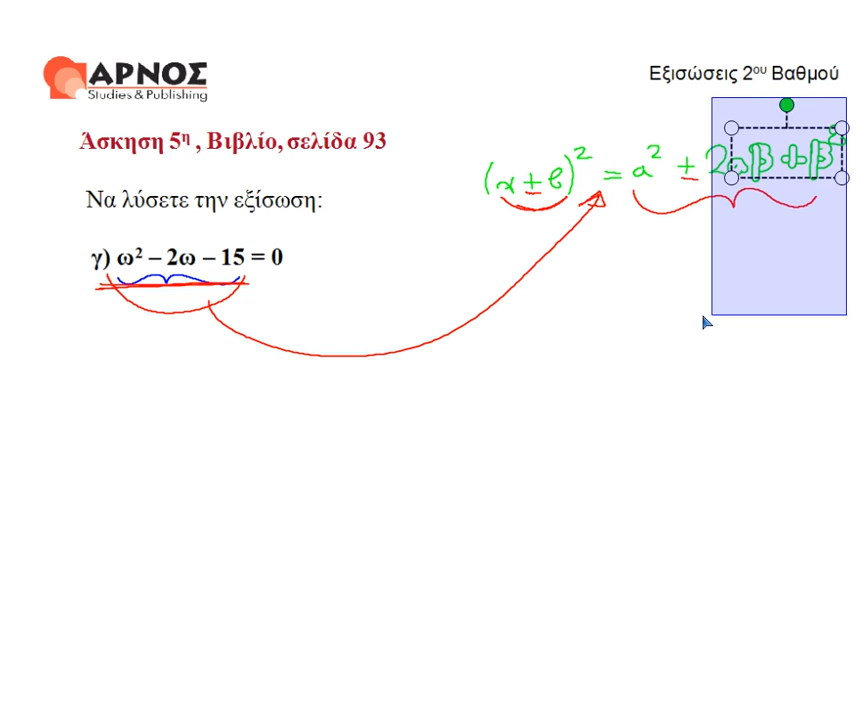 ΑΡΝΟΣ
Studies & Publishing
Εξισώσεις 2ου Βαθμού
Άσκηση 5η , Βιβλίο, σελίδα 93
(α ± β)² = α² ± 2αβ + β²
Να λύσετε την εξίσωση:
γ) ω² – 2ω – 15 = 0